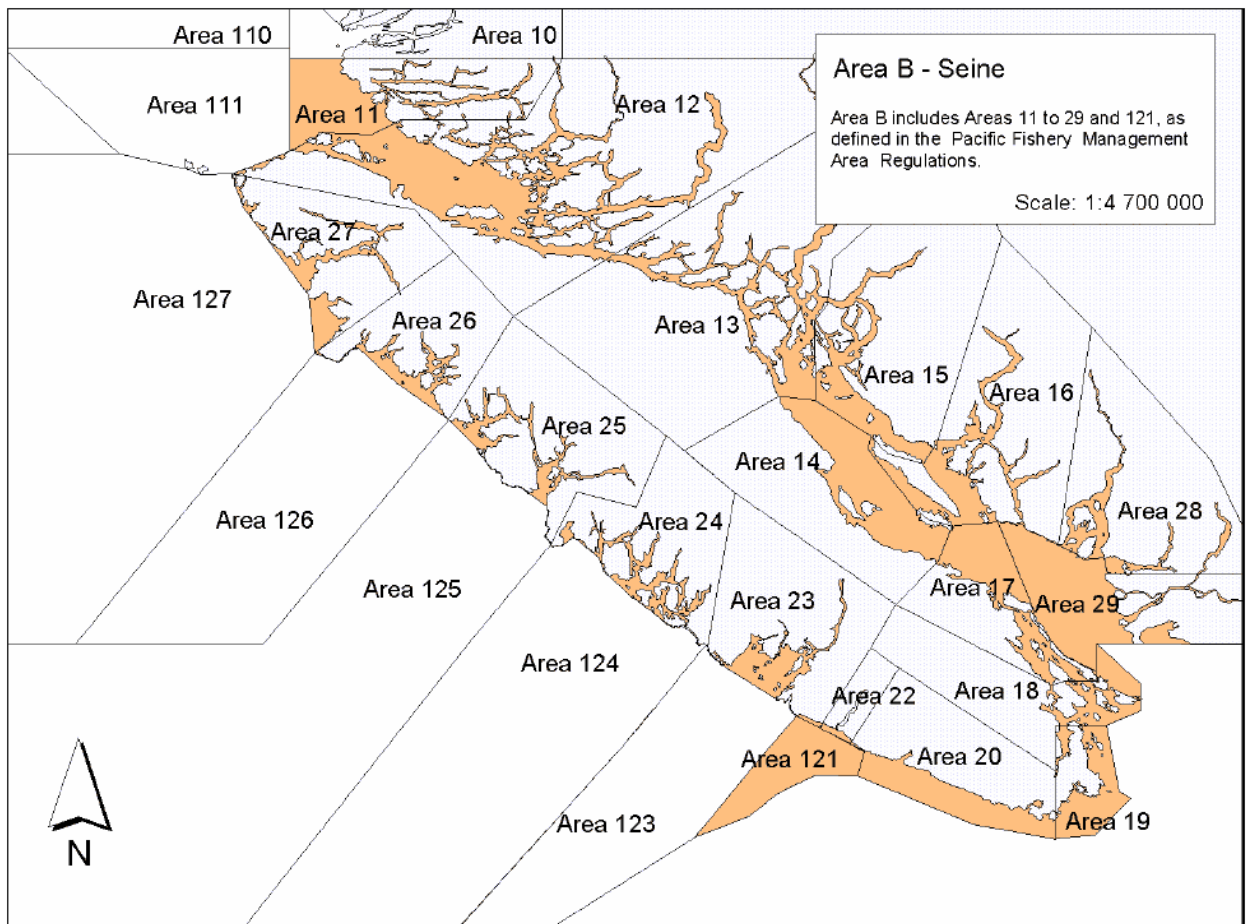 Area 110
Area 10
Area B - Seine
Area B includes Areas 11 to 29 and 121, as
defined in the Pacific Fishery Management
Area Regulations.
Scale: 1:4 700 000
Area 111
Area 11
Area 12
Area 27
Area 127
Area 26
Area 13
Area 15
Area 16
Area 25
Area 14
Area 126
Area 24
Area 28
Area 125
Area 23
Area 17
Area 29
Area 124
Area 22
Area 18
Area 121
Area 20
Area 123
Area 19
N